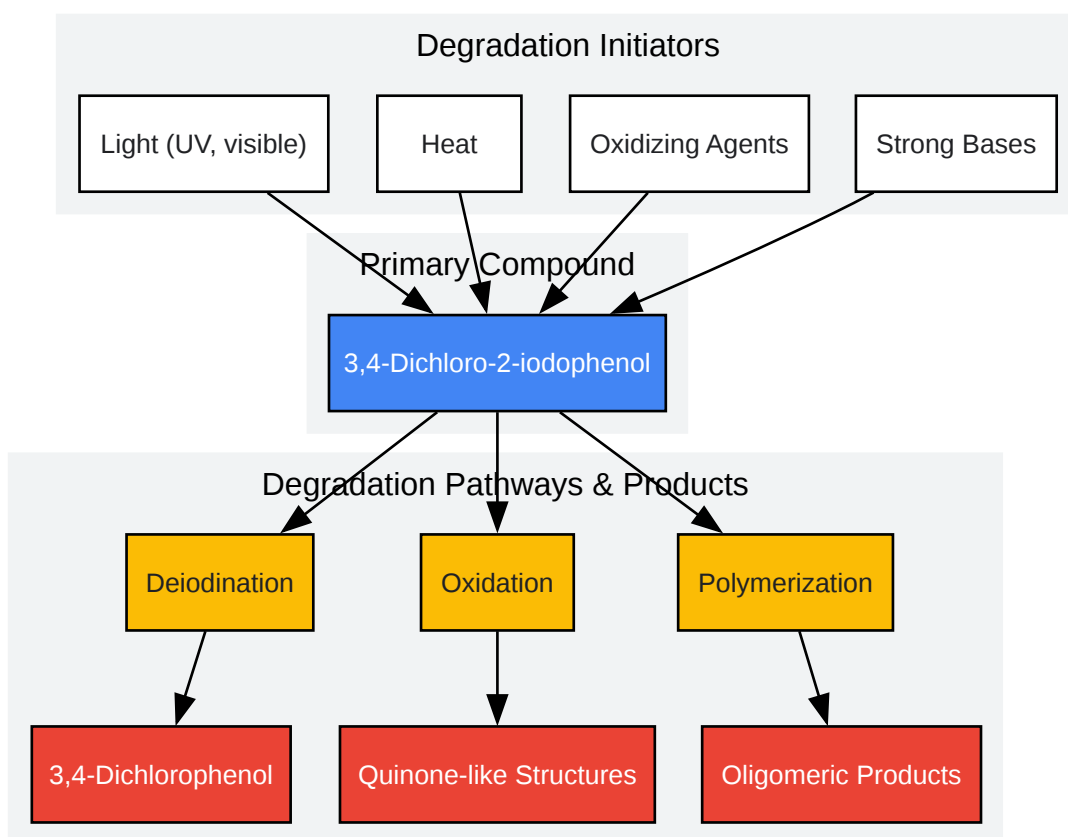 Degradation Initiators
Light (UV, visible)
Heat
Oxidizing Agents
Strong Bases
Primary Compound
3,4-Dichloro-2-iodophenol
Degradation Pathways & Products
Deiodination
Oxidation
Polymerization
3,4-Dichlorophenol
Quinone-like Structures
Oligomeric Products